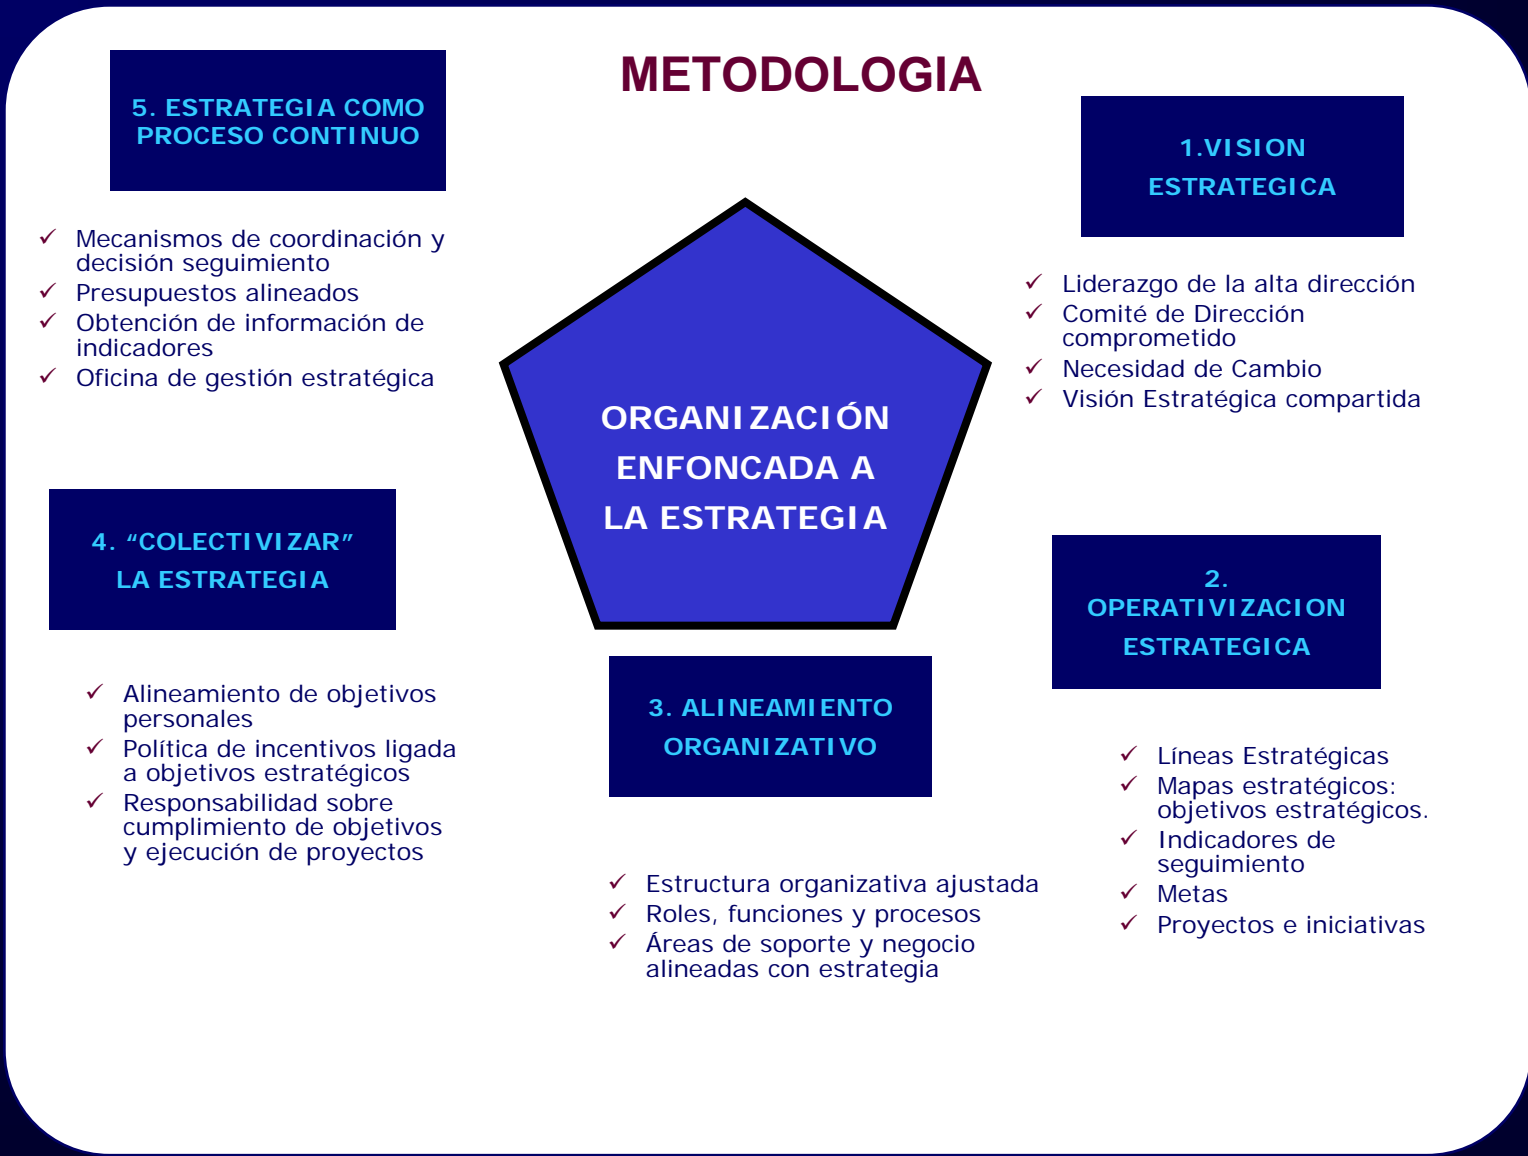 METODOLOGIA
5. ESTRATEGIA COMO
PROCESO CONTINUO
✓ Mecanismos de coordinación y
decisión seguimiento
✓ Presupuestos alineados
✓ Obtención de información de
indicadores
✓ Oficina de gestión estratégica
1.VISION
ESTRATEGICA
✓ Liderazgo de la alta dirección
✓ Comité de Dirección
comprometido
✓ Necesidad de Cambio
✓ Visión Estratégica compartida
ORGANIZACIÓN
ENFONCADA A
LA ESTRATEGIA
4. “COLECTIVIZAR”
LA ESTRATEGIA
✓ Alineamiento de objetivos
personales
✓ Política de incentivos ligada
a objetivos estratégicos
✓ Responsabilidad sobre
cumplimiento de objetivos
y ejecución de proyectos
2.
OPERATIVIZACION
ESTRATEGICA
✓ Líneas Estratégicas
✓ Mapas estratégicos:
objetivos estratégicos.
✓ Indicadores de
seguimiento
✓ Metas
✓ Proyectos e iniciativas
3. ALINEAMIENTO
ORGANIZATIVO
✓ Estructura organizativa ajustada
✓ Roles, funciones y procesos
✓ Áreas de soporte y negocio
alineadas con estrategia